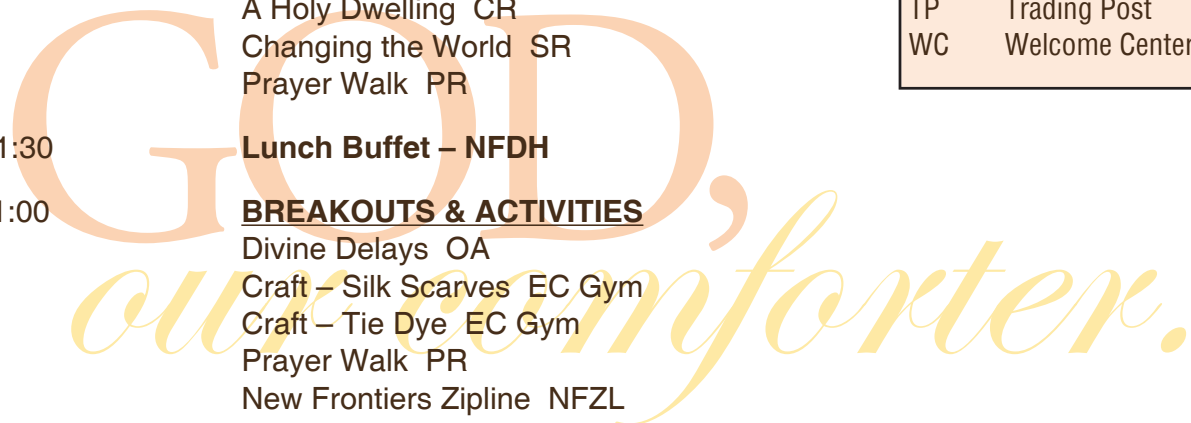 A Holy Dwelling CR
Changing the World SR
Prayer Walk PR
1:30 Lunch Buffet – NFDH
1:00 BREAKOUTS & ACTIVITIES
Divine Delays OA
Craft – Silk Scarves EC Gym
Craft – Tie Dye EC Gym
Prayer Walk PR
New Frontiers Zipline NFZL
TP Trading Post
WC Welcome Center
GOD,
our comforter.